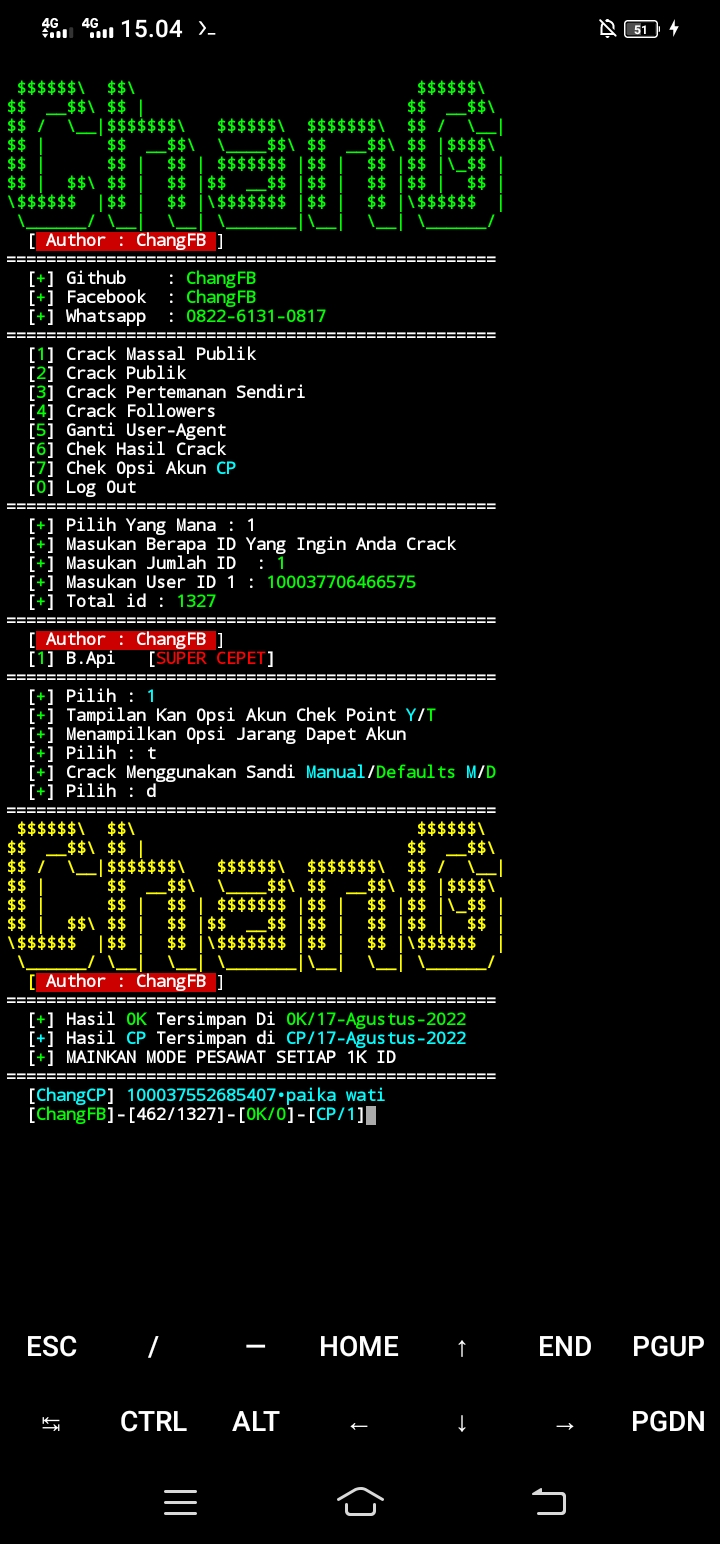 4G 4G 15.04 51
[ Author : ChangFB ]
==============================================
[+] Github    : ChangFB
[+] Facebook  : ChangFB
[+] Whatsapp  : 0822-6131-0817
==============================================
[1] Crack Massal Publik
[2] Crack Publik
[3] Crack Pertemanan Sendiri
[4] Crack Followers
[5] Ganti User-Agent
[6] Chek Hasil Crack
[7] Chek Opsi Akun CP
[0] Log Out
==============================================
[+] Pilih Yang Mana : 1
[+] Masukan Berapa ID Yang Ingin Anda Crack
[+] Masukan Jumlah ID  : 1
[+] Masukan User ID 1 : 100037706466575
[+] Total id : 1327
==============================================
[ Author : ChangFB ]
[1] B.Api   [SUPER CEPET]
==============================================
[+] Pilih : 1
[+] Tampilan Kan Opsi Akun Chek Point Y/T
[+] Menampilkan Opsi Jarang Dapet Akun
[+] Pilih : t
[+] Crack Menggunakan Sandi Manual/Defaults M/D
[+] Pilih : d
==============================================
[ Author : ChangFB ]
==============================================
[+] Hasil OK Tersimpan Di OK/17-Agustus-2022
[+] Hasil CP Tersimpan di CP/17-Agustus-2022
[+] MAINKAN MODE PESAWAT SETIAP 1K ID
==============================================
[ChangCP] 100037552685407•paika wati
[ChangFB]-[462/1327]-[OK/0]-[CP/1]
ESC / — HOME ↑ END PGUP
↹ CTRL ALT ← ↓ → PGDN